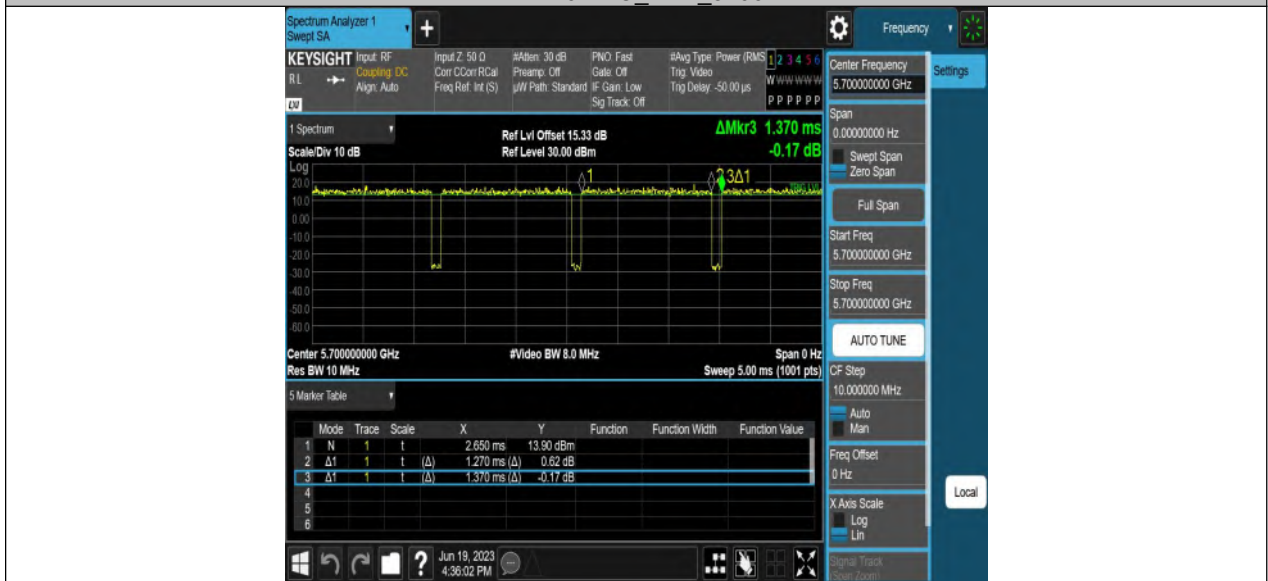 Spectrum Analyzer 1
Swept SA
+
Frequency
KEYSIGHT
RL
Input: RF
Coupling: DC
Align: Auto
Input Z: 50 Ω
Corr CCorr RCal
Freq Ref: Int (S)
#Atten: 30 dB
Preamp: Off
µW Path: Standard
PNO: Fast
Gate: Off
IF Gain: Low
Sig Track: Off
#Avg Type: Power (RMS
Trig: Video
Trig Delay: -50.00 µs
1 2 3 4 5 6
W W W W W W
P P P P P P
1 Spectrum
Scale/Div 10 dB
Ref Lvl Offset 15.33 dB
Ref Level 30.00 dBm
ΔMkr3 1.370 ms
-0.17 dB
Log
1
2 3Δ1
20.0
10.0
0.00
-10.0
-20.0
-30.0
-40.0
-50.0
-60.0
Center 5.700000000 GHz
#Video BW 8.0 MHz
Span 0 Hz
Res BW 10 MHz
Sweep 5.00 ms (1001 pts)
5 Marker Table
Mode Trace Scale X Y Function Function Width Function Value
1 N 1 t 2.650 ms 13.90 dBm
2 Δ1 1 t (Δ) 1.270 ms (Δ) 0.62 dB
3 Δ1 1 t (Δ) 1.370 ms (Δ) -0.17 dB
4
5
6
?
Jun 19, 2023
4:36:02 PM
Center Frequency
5.700000000 GHz
Span
0.00000000 Hz
Swept Span
Zero Span
Full Span
Start Freq
5.700000000 GHz
Stop Freq
5.700000000 GHz
AUTO TUNE
CF Step
10.000000 MHz
Auto
Man
Freq Offset
0 Hz
X Axis Scale
Log
Lin
Signal Track
(Span Zoom)
Settings
Local